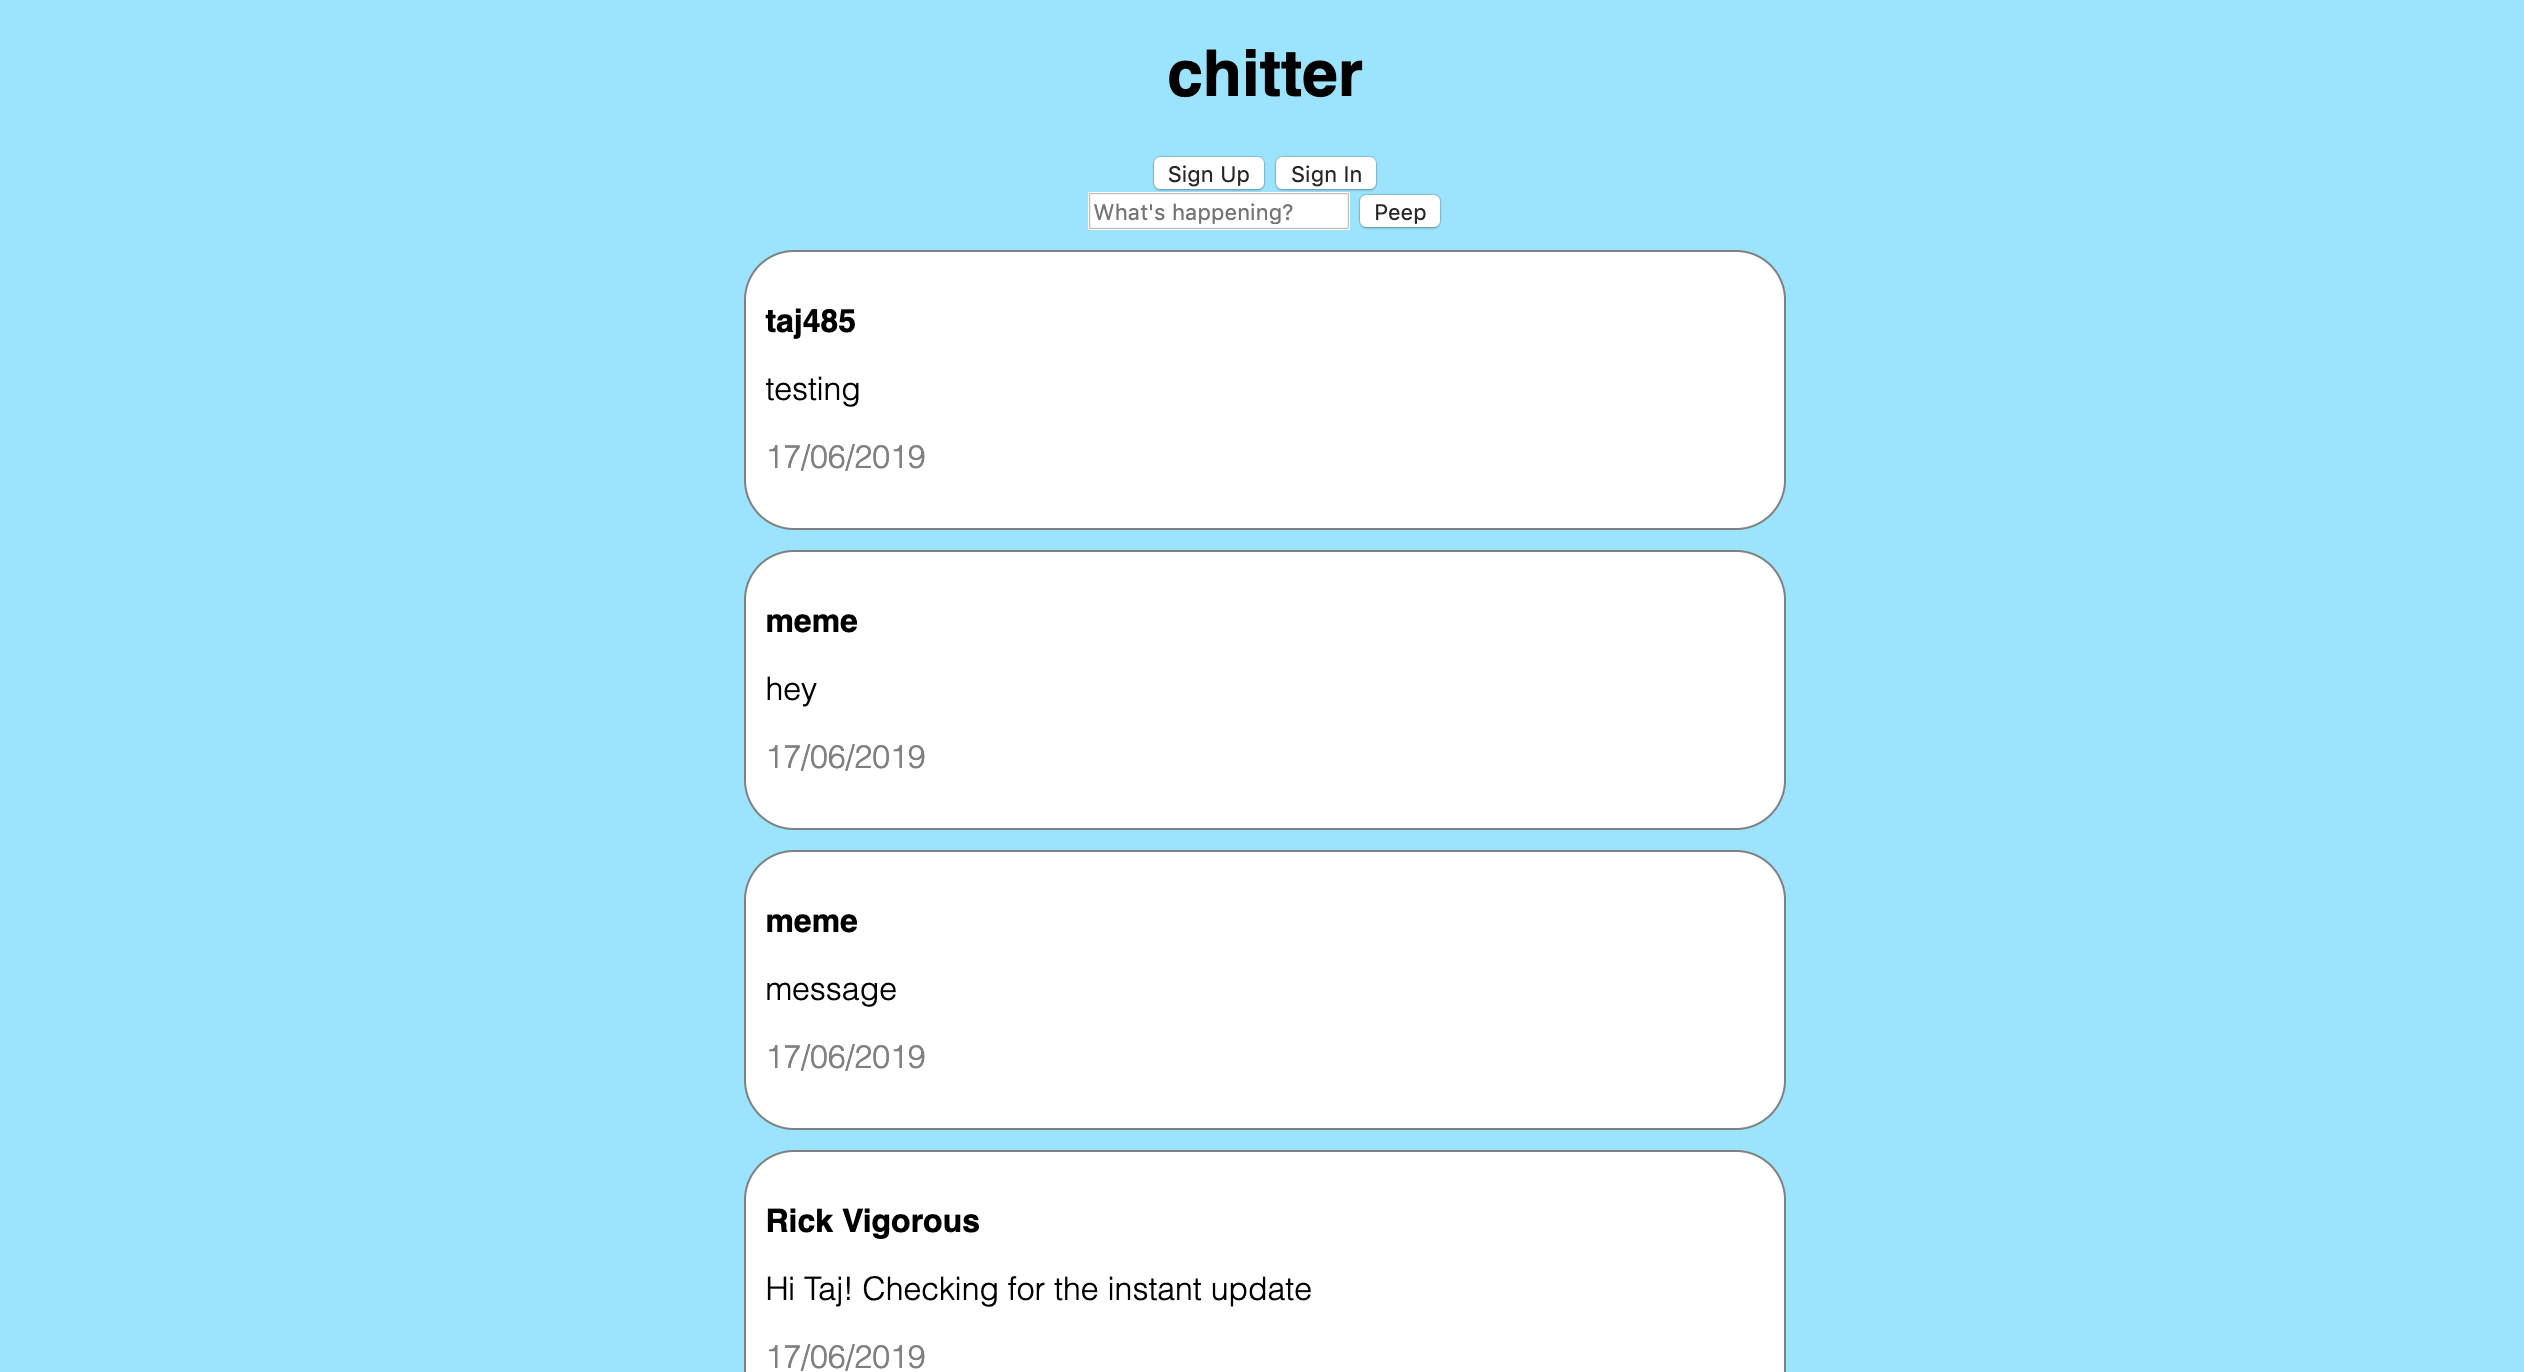 chitter
Sign Up Sign In
What's happening? Peep
taj485
testing
17/06/2019
meme
hey
17/06/2019
meme
message
17/06/2019
Rick Vigorous
Hi Taj! Checking for the instant update
17/06/2019